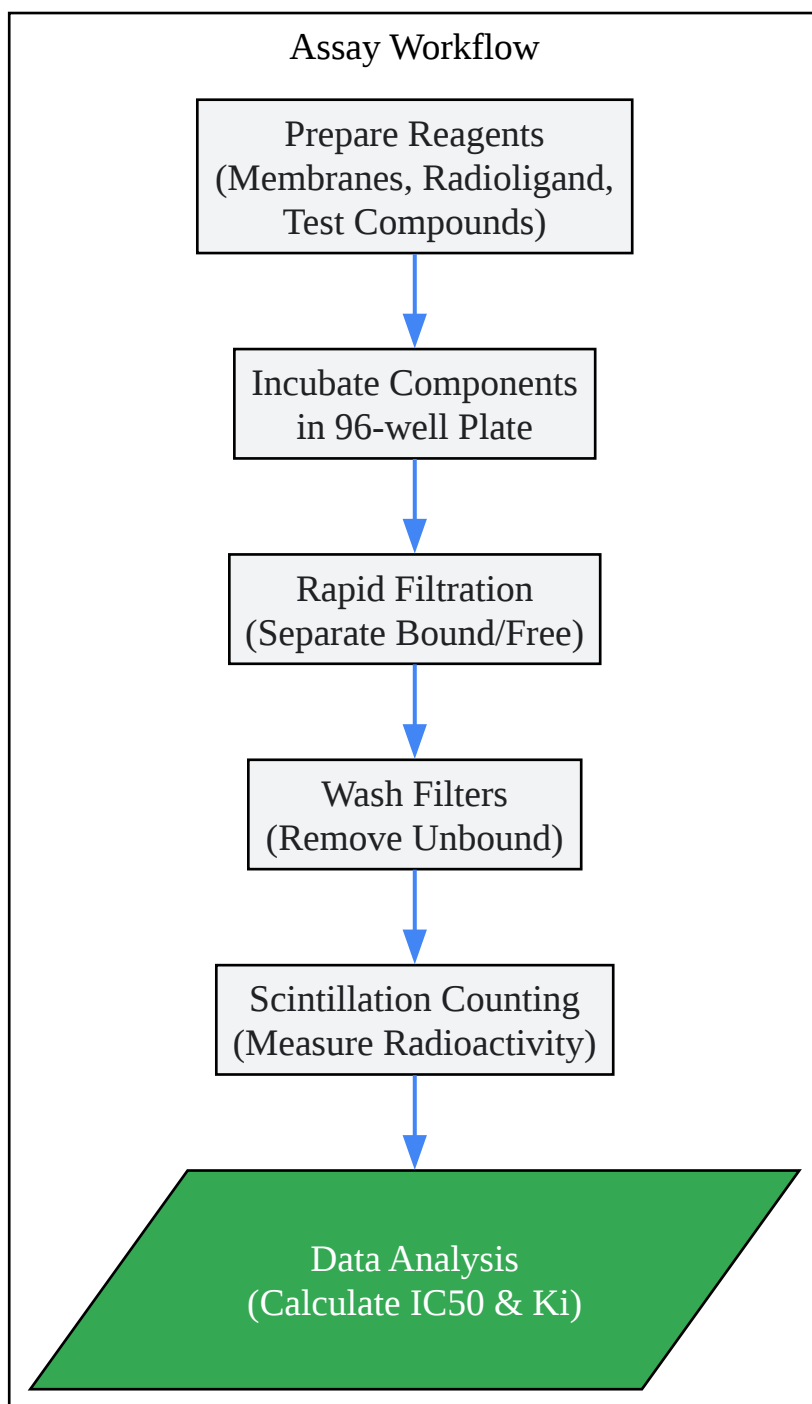 Assay Workflow
Prepare Reagents
(Membranes, Radioligand,
Test Compounds)
Incubate Components
in 96-well Plate
Rapid Filtration
(Separate Bound/Free)
Wash Filters
(Remove Unbound)
Scintillation Counting
(Measure Radioactivity)
Data Analysis
(Calculate IC50 & Ki)